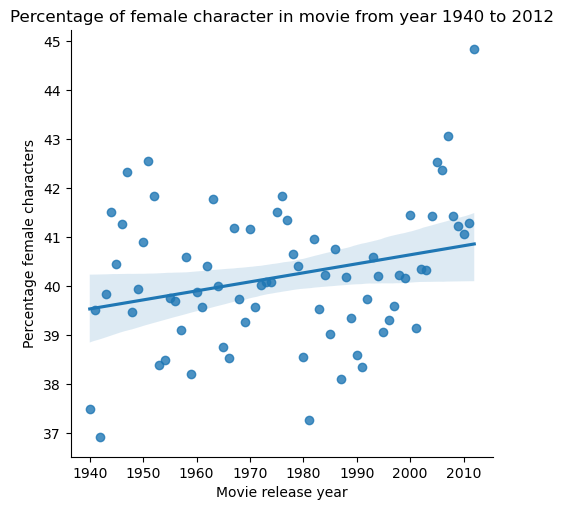 Percentage of female character in movie from year 1940 to 2012
45
44
43
42
41
40
39
38
37
Percentage female characters
1940 1950 1960 1970 1980 1990 2000 2010
Movie release year